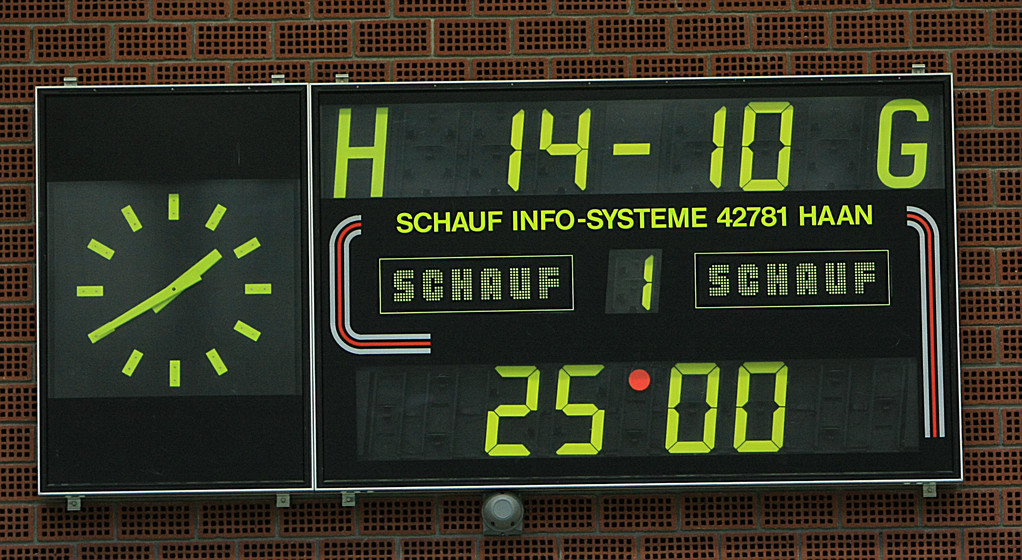 H 14-10 G
SCHAUF INFO-SYSTEME 42781 HAAN
SCHAUF 1 SCHAUF
25:00